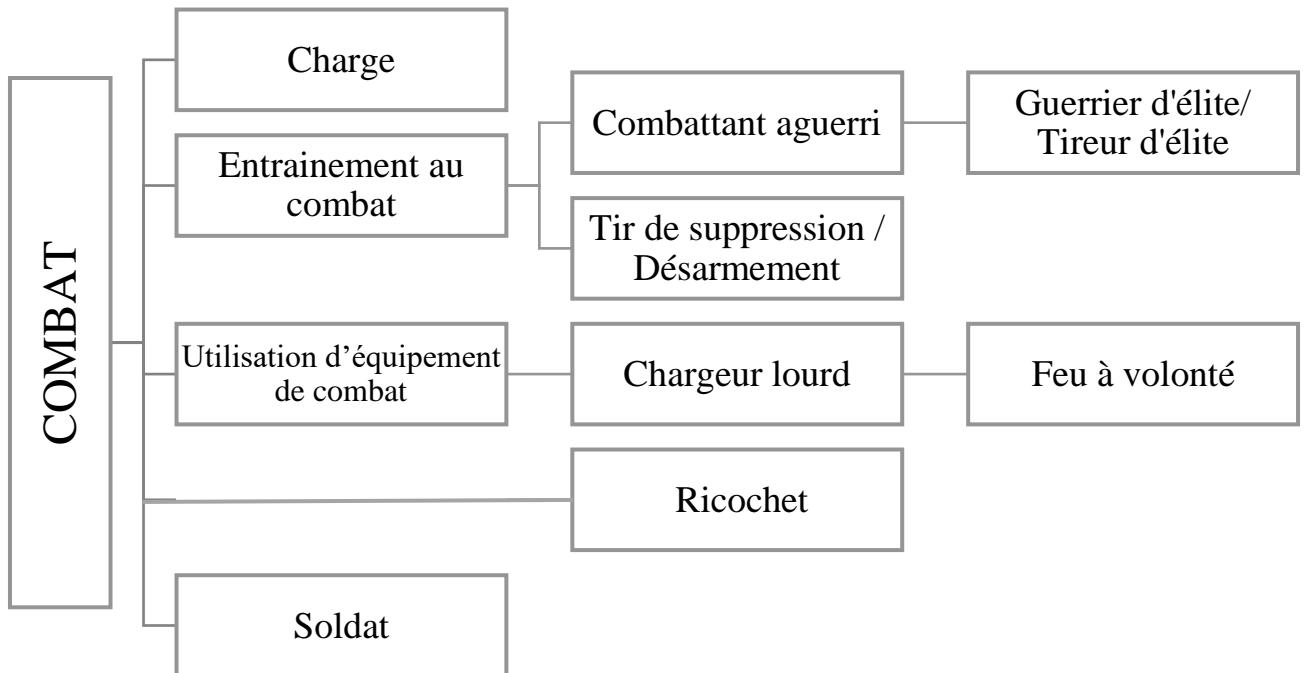 COMBAT
Charge
Entrainement au
combat
Combattant aguerri
Guerrier d'élite/
Tireur d'élite
Tir de suppression /
Désarmement
Utilisation d’équipement
de combat
Chargeur lourd
Feu à volonté
Ricochet
Soldat